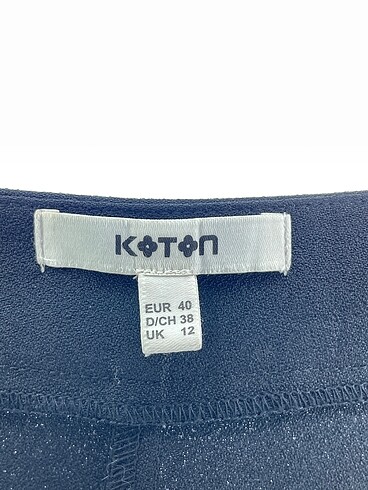 KOTON
EUR 40
D/CH 38
UK 12